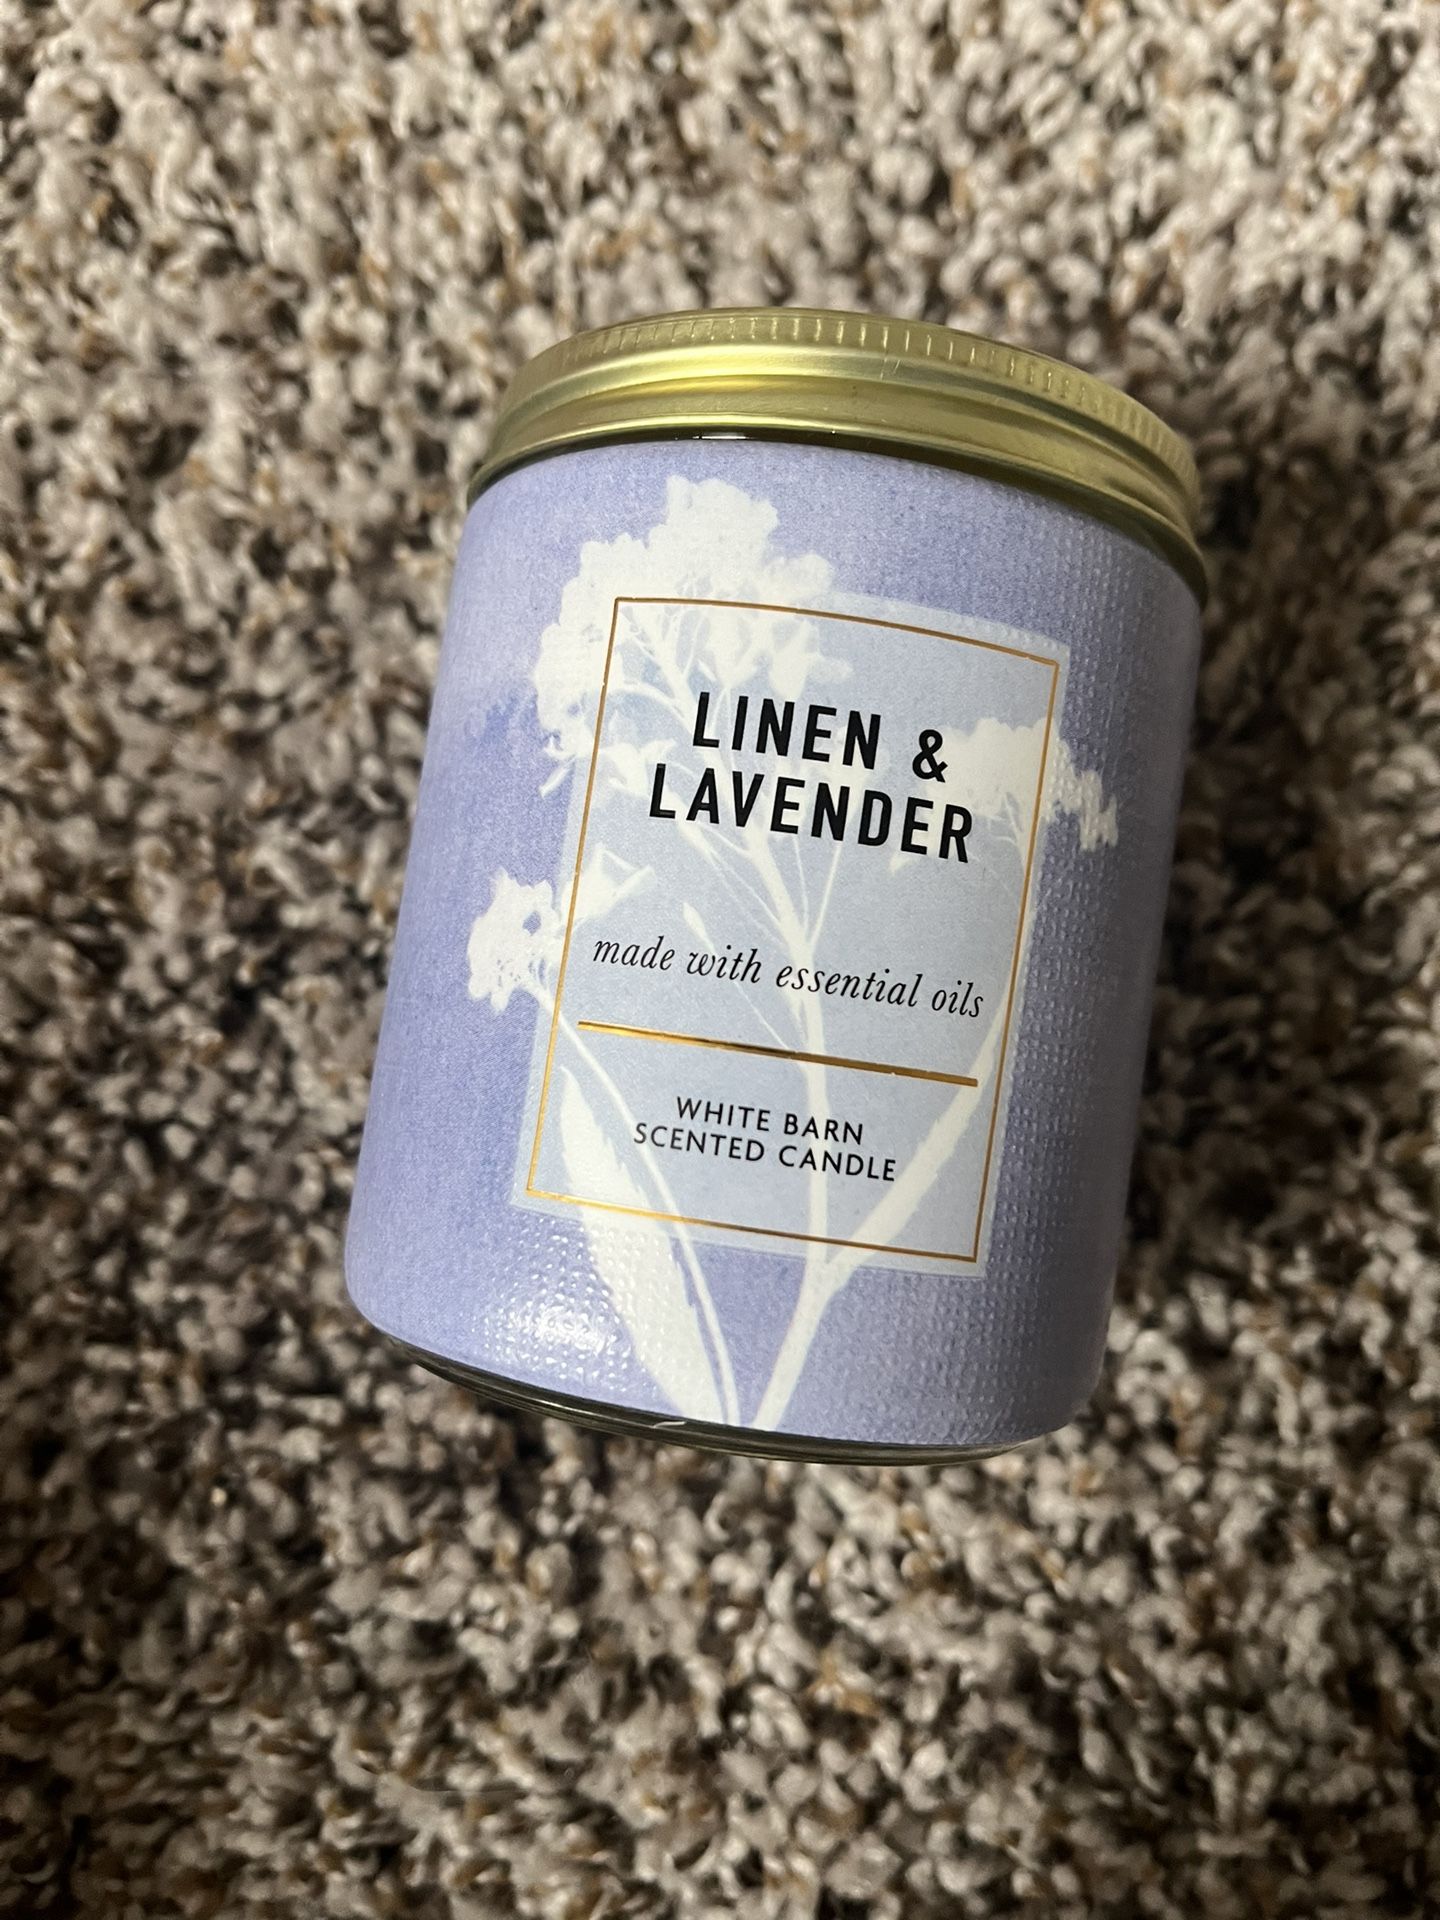 LINEN &
LAVENDER
made with essential oils
WHITE BARN
SCENTED CANDLE